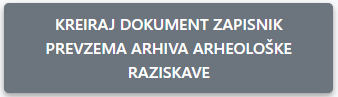 KREIRAJ DOKUMENT ZAPISNIK
PREVZEMA ARHIVA ARHEOLOŠKE
RAZISKAVE